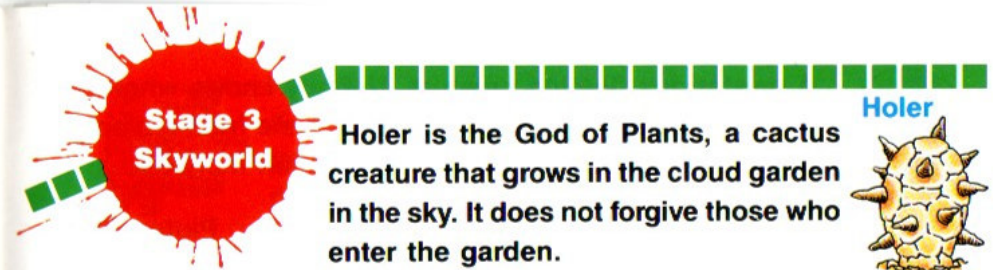 Stage 3
Skyworld
Holer
Holer is the God of Plants, a cactus
creature that grows in the cloud garden
in the sky. It does not forgive those who
enter the garden.